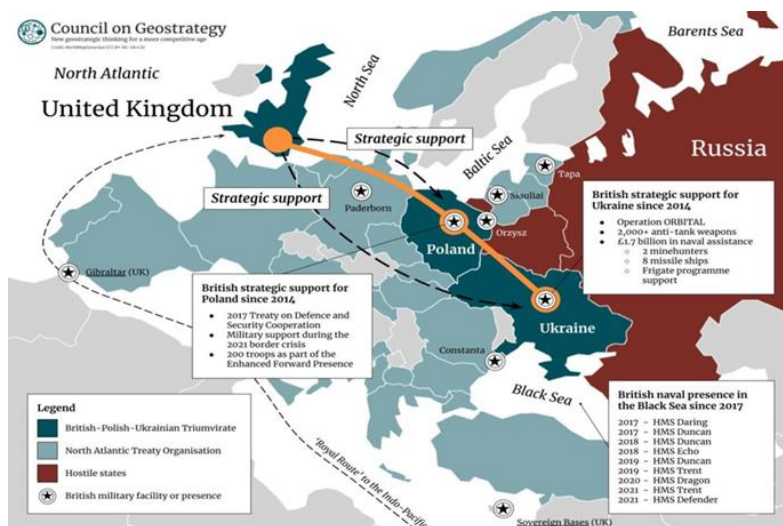 Council on Geostrategy
New geostrategic thinking for a more competitive age
North Atlantic
United Kingdom
North Sea
Barents Sea
Strategic support
Baltic Sea
Russia
Tapa
Strategic support
Šiauliai
Paderborn
Orzysz
Poland
British strategic support for
Ukraine since 2014
• Operation ORBITAL
• 2,000+ anti-tank weapons
• £1.7 billion in naval assistance
○ 2 minehunters
○ 8 missile ships
○ Frigate programme
support
Gibraltar (UK)
British strategic support for
Poland since 2014
• 2017 Treaty on Defence and
Security Cooperation
• Military support during the
2021 border crisis
• 200 troops as part of the
Enhanced Forward Presence
Ukraine
Constanta
Black Sea
British naval presence in
the Black Sea since 2017
2017 – HMS Daring
2017 – HMS Duncan
2018 – HMS Duncan
2018 – HMS Echo
2019 – HMS Duncan
2019 – HMS Trent
2020 – HMS Dragon
2021 – HMS Trent
2021 – HMS Defender
Legend
British-Polish-Ukrainian Triumvirate
North Atlantic Treaty Organisation
Hostile states
British military facility or presence
'Royal Route' to the Indo-Pacific
Sovereign Bases (UK)